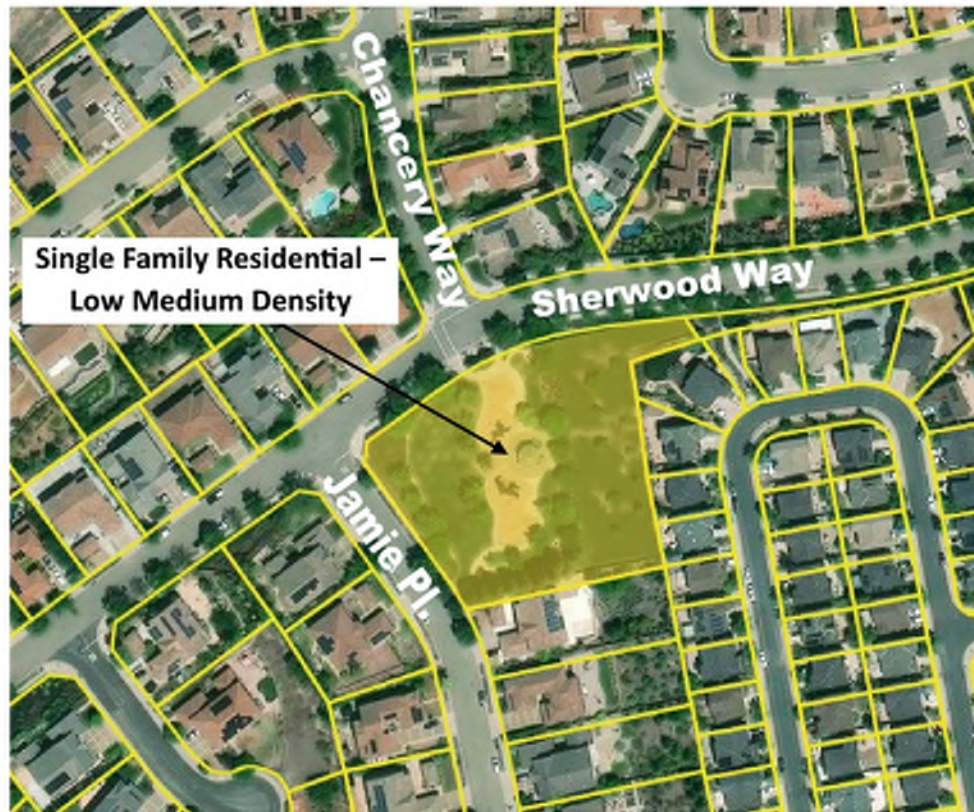 Chancery Way
Single Family Residential –
Low Medium Density
Sherwood Way
Jamie Pl.